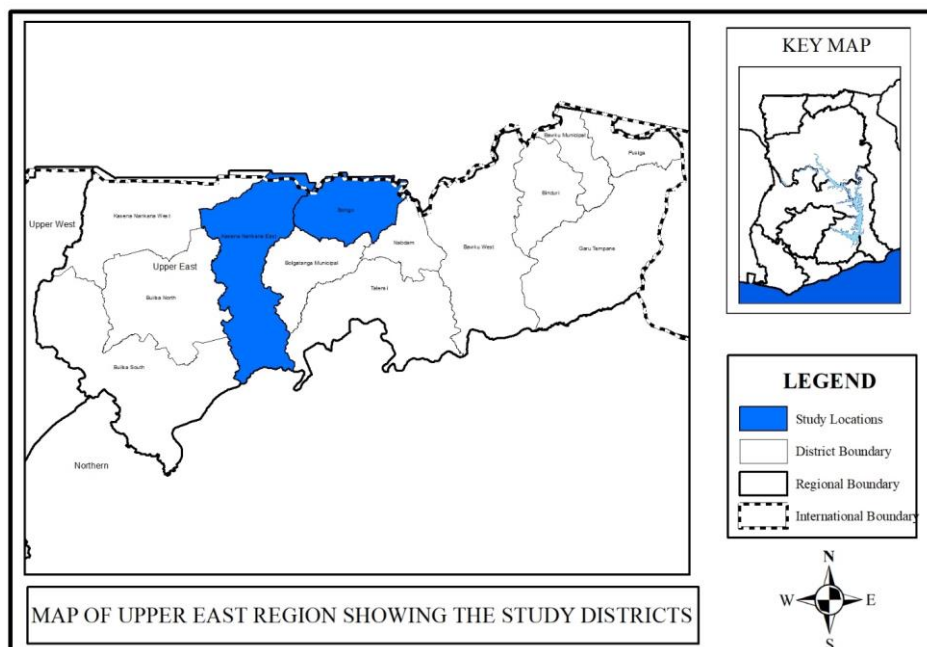 KEY MAP
Bawku Municipal
Pusiga
Binduri
Upper West
Kasena Nankana West
Bongo
Kasena Nankana East
Nabdam
Bawku West
Garu Tempane
Upper East
Bolgatanga Municipal
Talensi
Builsa North
Builsa South
Northern
LEGEND
Study Locations
District Boundary
Regional Boundary
International Boundary
N
W
E
S
MAP OF UPPER EAST REGION SHOWING THE STUDY DISTRICTS